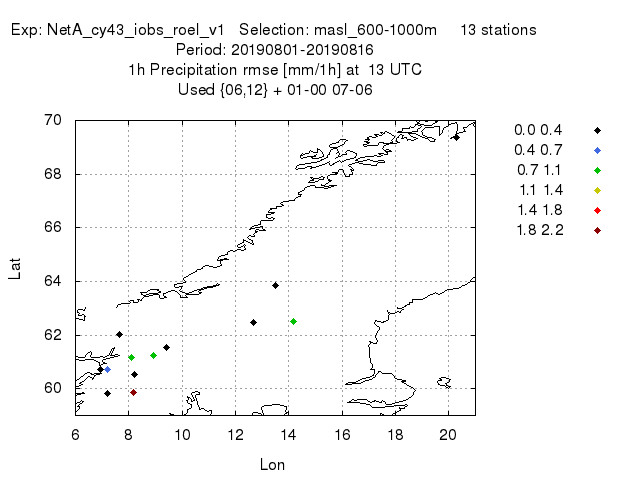 Exp: NetA_cy43_iobs_roel_v1   Selection: masl_600-1000m     13 stations
Period: 20190801-20190816
1h Precipitation rmse [mm/1h] at  13 UTC
Used {06,12} + 01-00 07-06
70
68
66
64
62
60
Lat
6 8 10 12 14 16 18 20
Lon
0.0 0.4
0.4 0.7
0.7 1.1
1.1 1.4
1.4 1.8
1.8 2.2